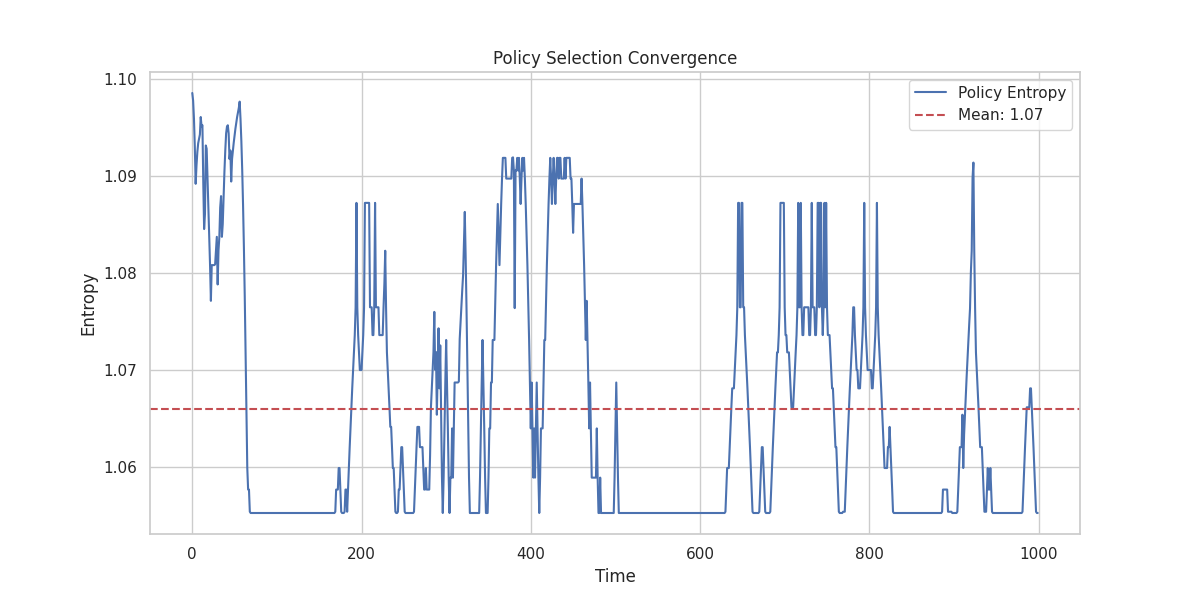 Policy Selection Convergence
1.10
1.09
1.08
1.07
1.06
Entropy
Policy Entropy
Mean: 1.07
0
200
400
600
800
1000
Time